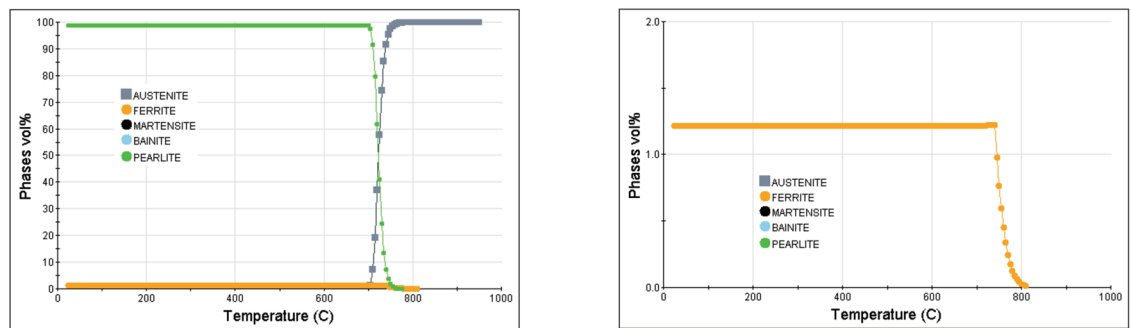 100
90
80
70
60
50
40
30
20
10
0
Phases vol%
AUSTENITE
FERRITE
MARTENSITE
BAINITE
PEARLITE
0 200 400 600 800 1000
Temperature (C)
2.0
1.0
0.0
Phases vol%
AUSTENITE
FERRITE
MARTENSITE
BAINITE
PEARLITE
0 200 400 600 800 1000
Temperature (C)